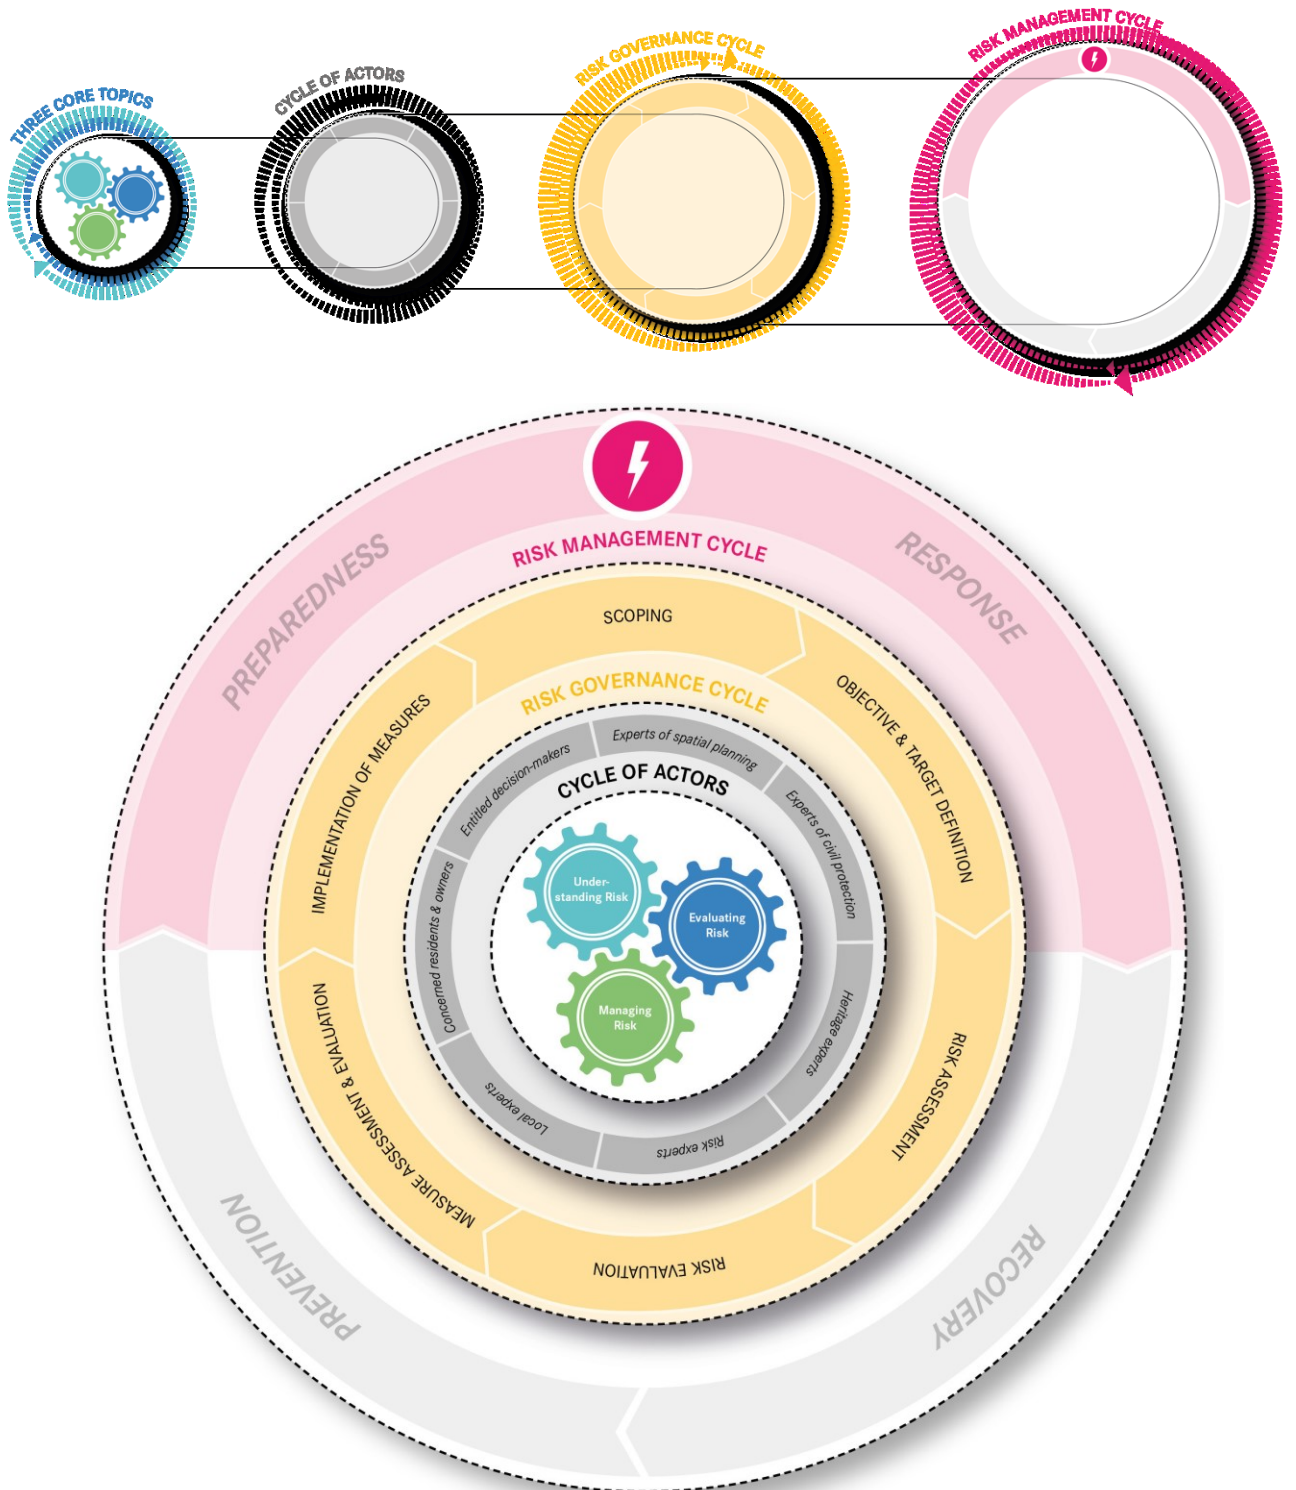 THREE CORE TOPICS
CYCLE OF ACTORS
RISK GOVERNANCE CYCLE
RISK MANAGEMENT CYCLE
PREPAREDNESS
RESPONSE
RISK MANAGEMENT CYCLE
SCOPING
OBJECTIVE & TARGET DEFINITION
IMPLEMENTATION OF MEASURES
RISK GOVERNANCE CYCLE
Experts of spatial planning
Entitled decision-makers
Experts of civil protection
CYCLE OF ACTORS
Concerned residents & owners
Under-
standing Risk
Evaluating
Risk
Managing
Risk
Heritage experts
Local experts
Risk experts
MEASURE ASSESSMENT & EVALUATION
RISK ASSESSMENT
RISK EVALUATION
PREVENTION
RECOVERY